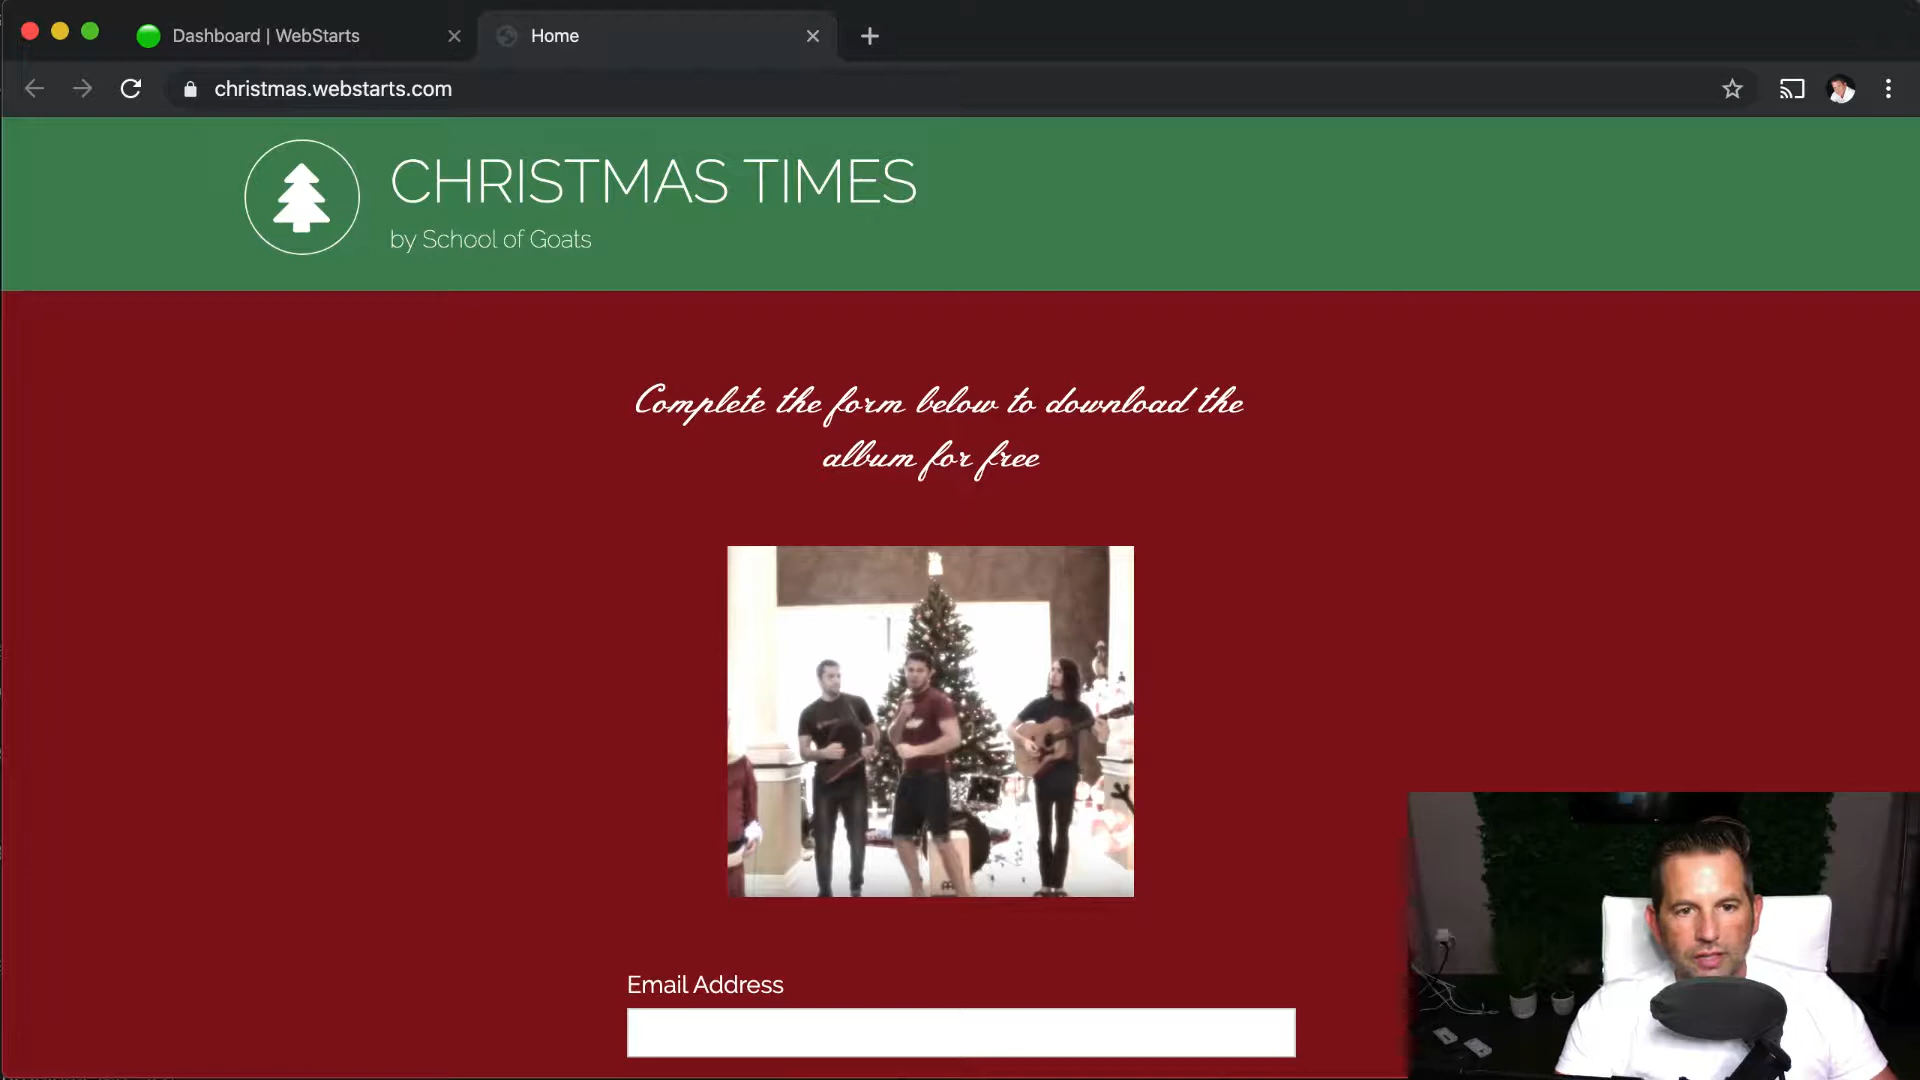 Dashboard | WebStarts
Home
christmas.webstarts.com
CHRISTMAS TIMES
by School of Goats
Complete the form below to download the
album for free
Email Address